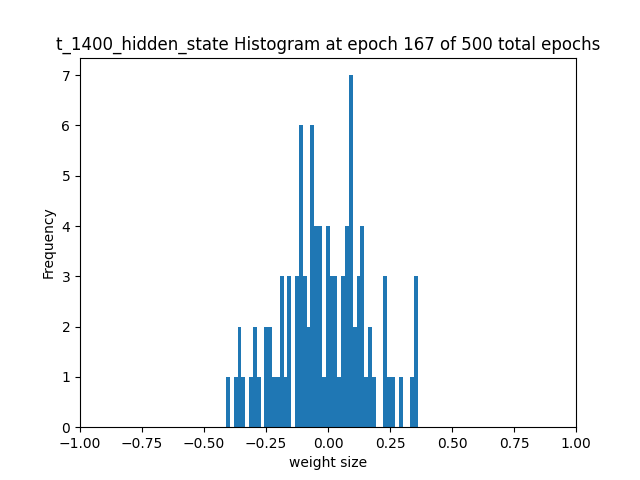 t_1400_hidden_state Histogram at epoch 167 of 500 total epochs
7
6
5
4
3
2
1
0
Frequency
−1.00 −0.75 −0.50 −0.25 0.00 0.25 0.50 0.75 1.00
weight size